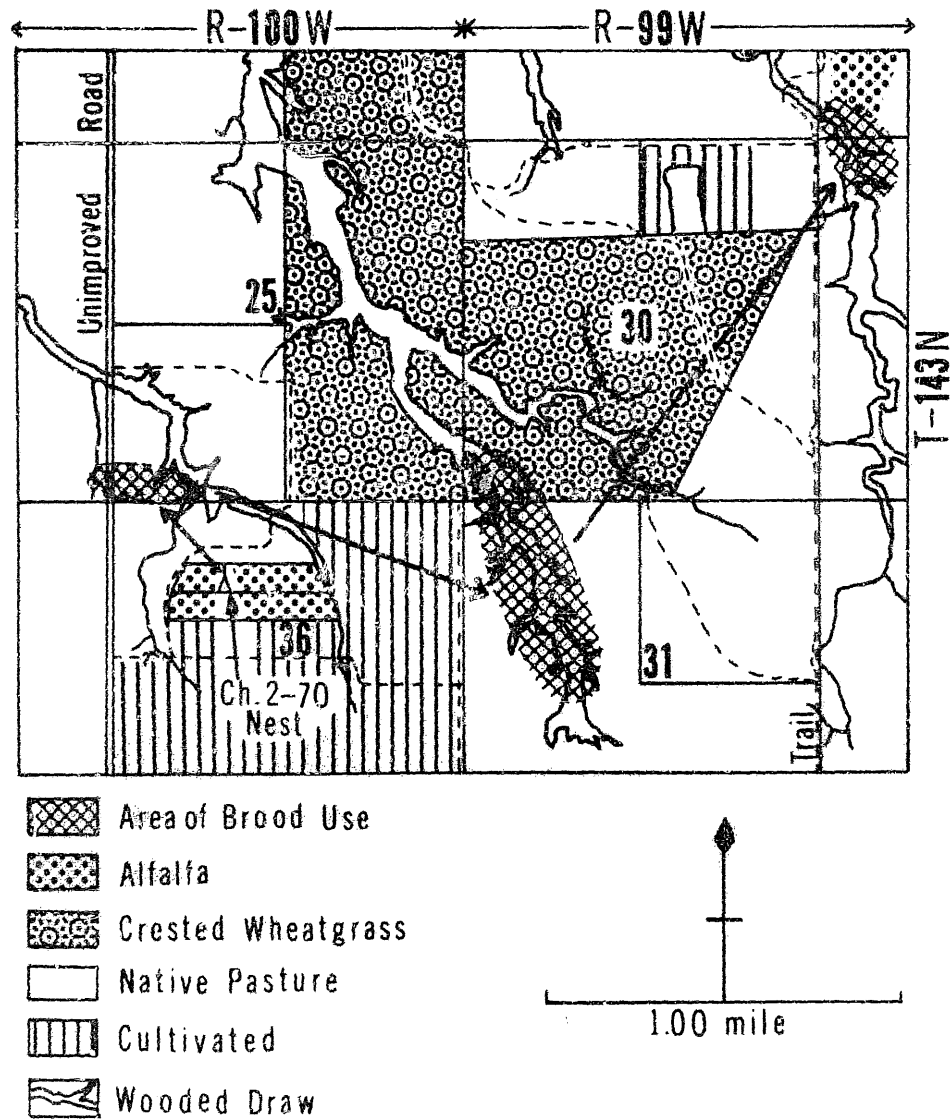 R-100W
R-99W
Unimproved Road
25
30
T-143N
36
31
Ch. 2-70
Nest
Trail
Area of Brood Use
Alfalfa
Crested Wheatgrass
Native Pasture
Cultivated
Wooded Draw
1.00 mile